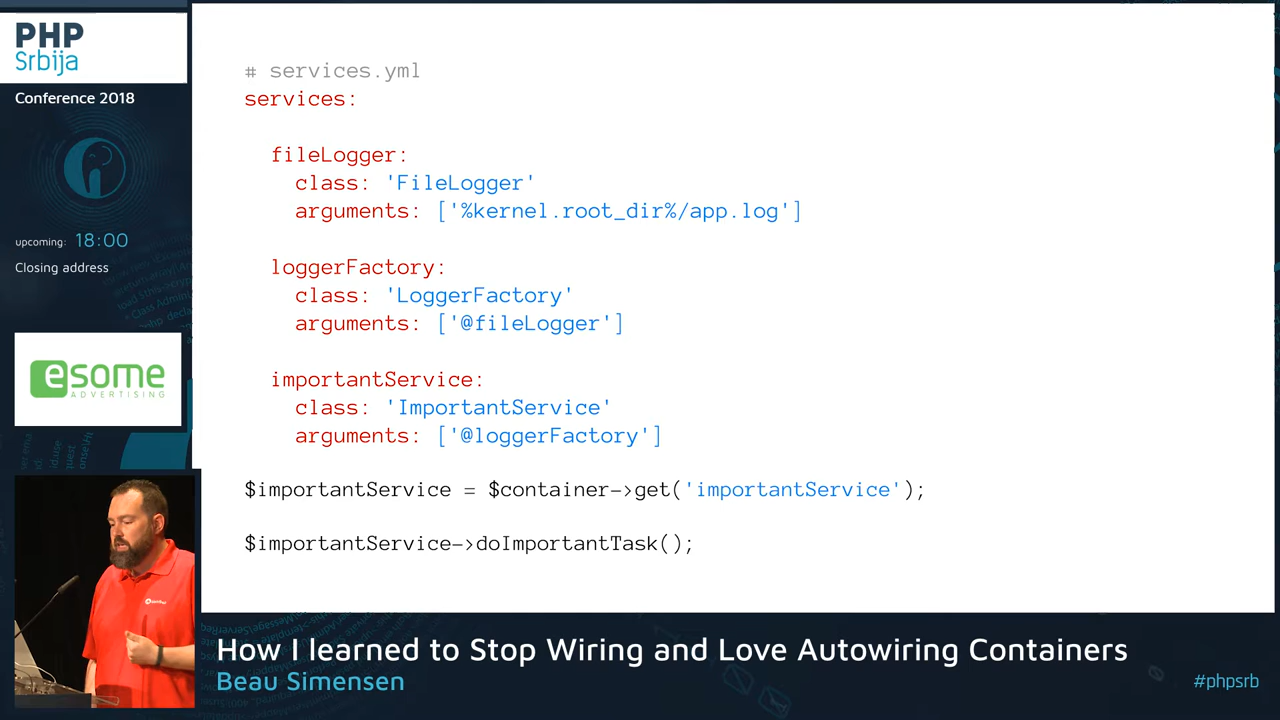 PHP
Srbija
Conference 2018
upcoming: 18:00
Closing address
esome
ADVERTISING
# services.yml
services:
fileLogger:
class: 'FileLogger'
arguments: ['%kernel.root_dir%/app.log']
loggerFactory:
class: 'LoggerFactory'
arguments: ['@fileLogger']
importantService:
class: 'ImportantService'
arguments: ['@loggerFactory']
$importantService = $container->get('importantService');
$importantService->doImportantTask();
How I learned to Stop Wiring and Love Autowiring Containers
Beau Simensen
#phpsrb